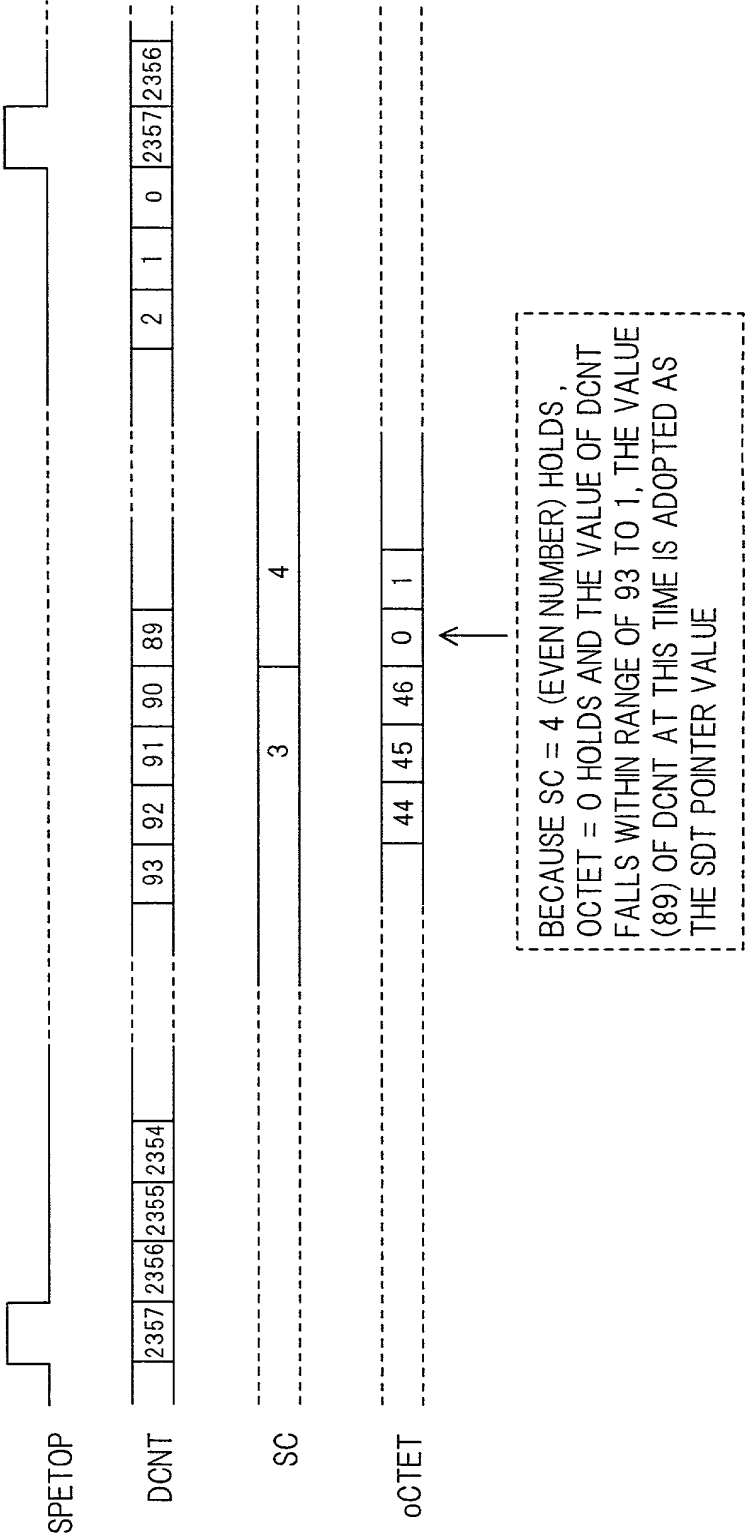 SPETOP
DCNT 2357 2356 2355 2354 93 92 91 90 89 2 1 0 2357 2356
SC 3 4
oCTET 44 45 46 0 1
BECAUSE SC = 4 (EVEN NUMBER) HOLDS ,
OCTET = 0 HOLDS AND THE VALUE OF DCNT
FALLS WITHIN RANGE OF 93 TO 1, THE VALUE
(89) OF DCNT AT THIS TIME IS ADOPTED AS
THE SDT POINTER VALUE